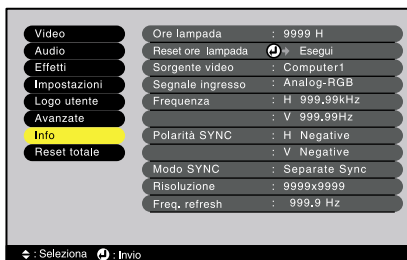 Video
Audio
Effetti
Impostazioni
Logo utente
Avanzate
Info
Reset totale
Ore lampada : 9999 H
Reset ore lampada Esegui
Sorgente video : Computer1
Segnale ingresso : Analog-RGB
Frequenza : H 999.99kHz
: V 999.99Hz
Polarità SYNC : H Negative
: V Negative
Modo SYNC : Separate Sync
Risoluzione : 9999x9999
Freq. refresh : 999.9 Hz
: Seleziona : Invio